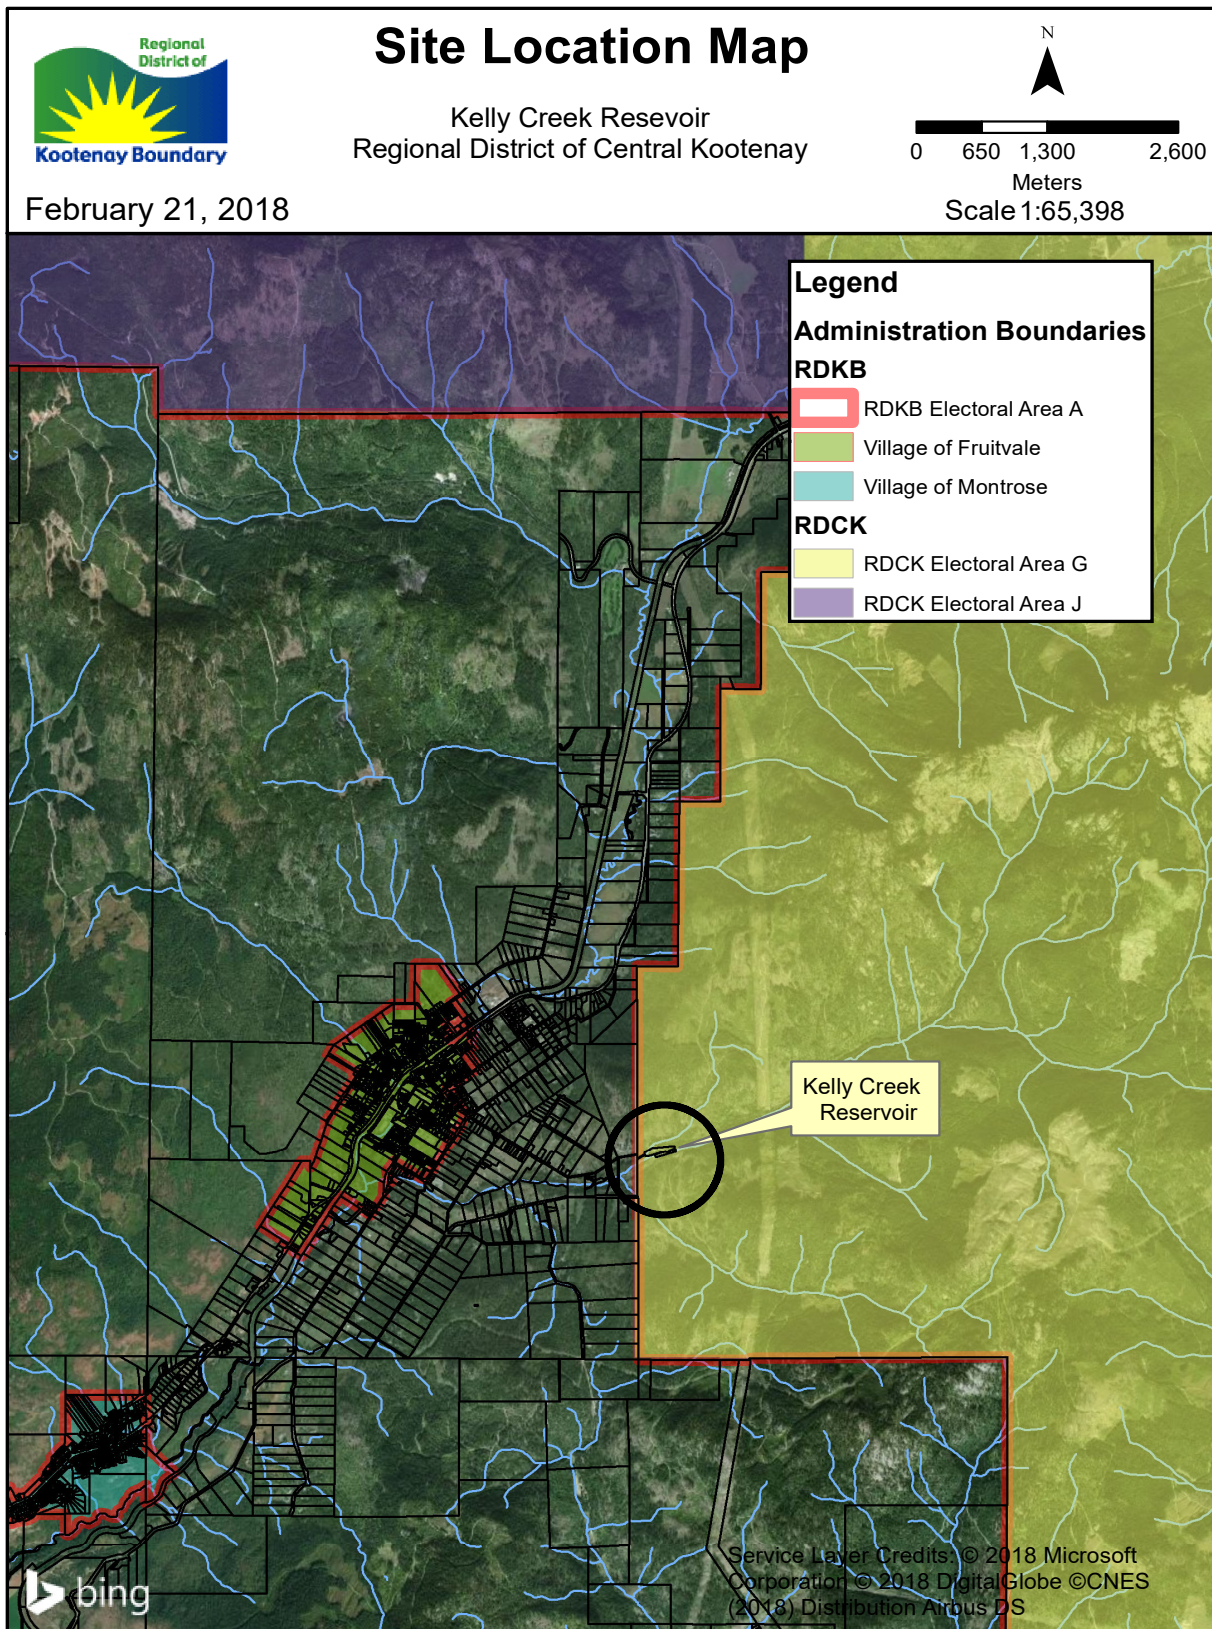 Regional
District of
Kootenay Boundary
February 21, 2018
Site Location Map
Kelly Creek Resevoir
Regional District of Central Kootenay
N
0 650 1,300 2,600
Meters
Scale 1:65,398
Legend
Administration Boundaries
RDKB
RDKB Electoral Area A
Village of Fruitvale
Village of Montrose
RDCK
RDCK Electoral Area G
RDCK Electoral Area J
Kelly Creek
Reservoir
bing
Service Layer Credits: © 2018 Microsoft
Corporation © 2018 DigitalGlobe ©CNES
(2018) Distribution Airbus DS